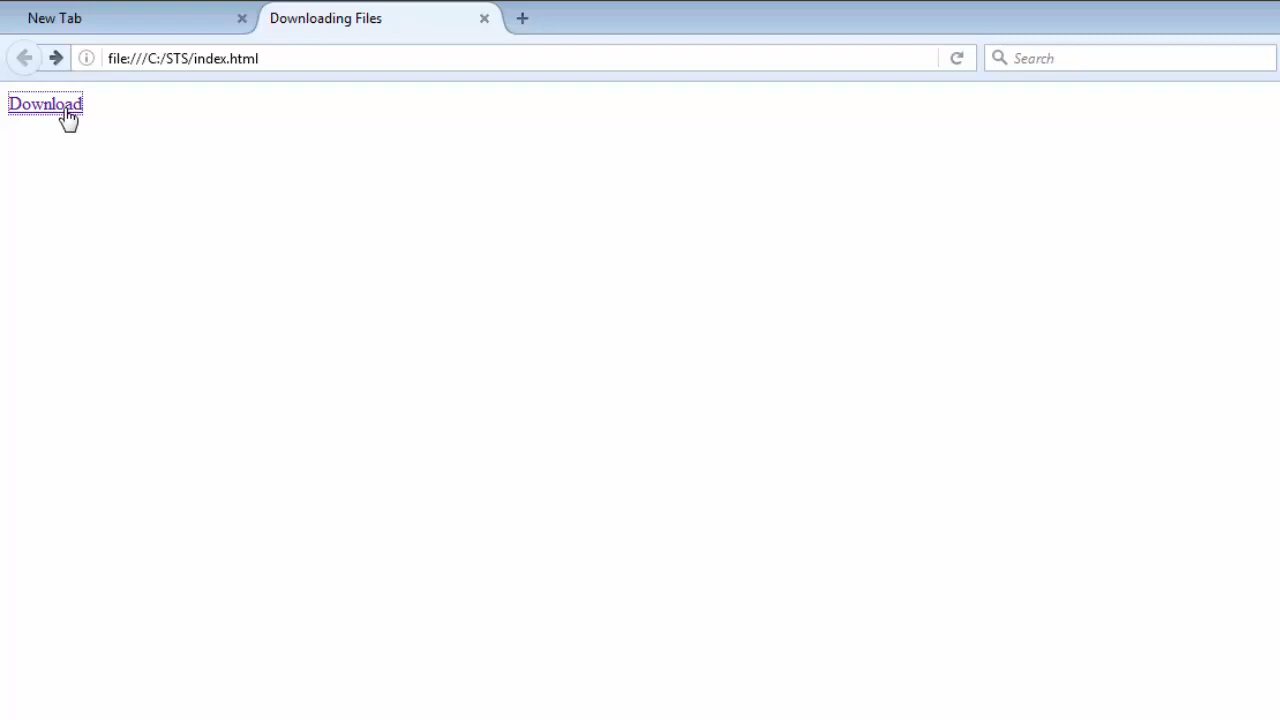 New Tab
Downloading Files
file:///C:/STS/index.html
Search
Download